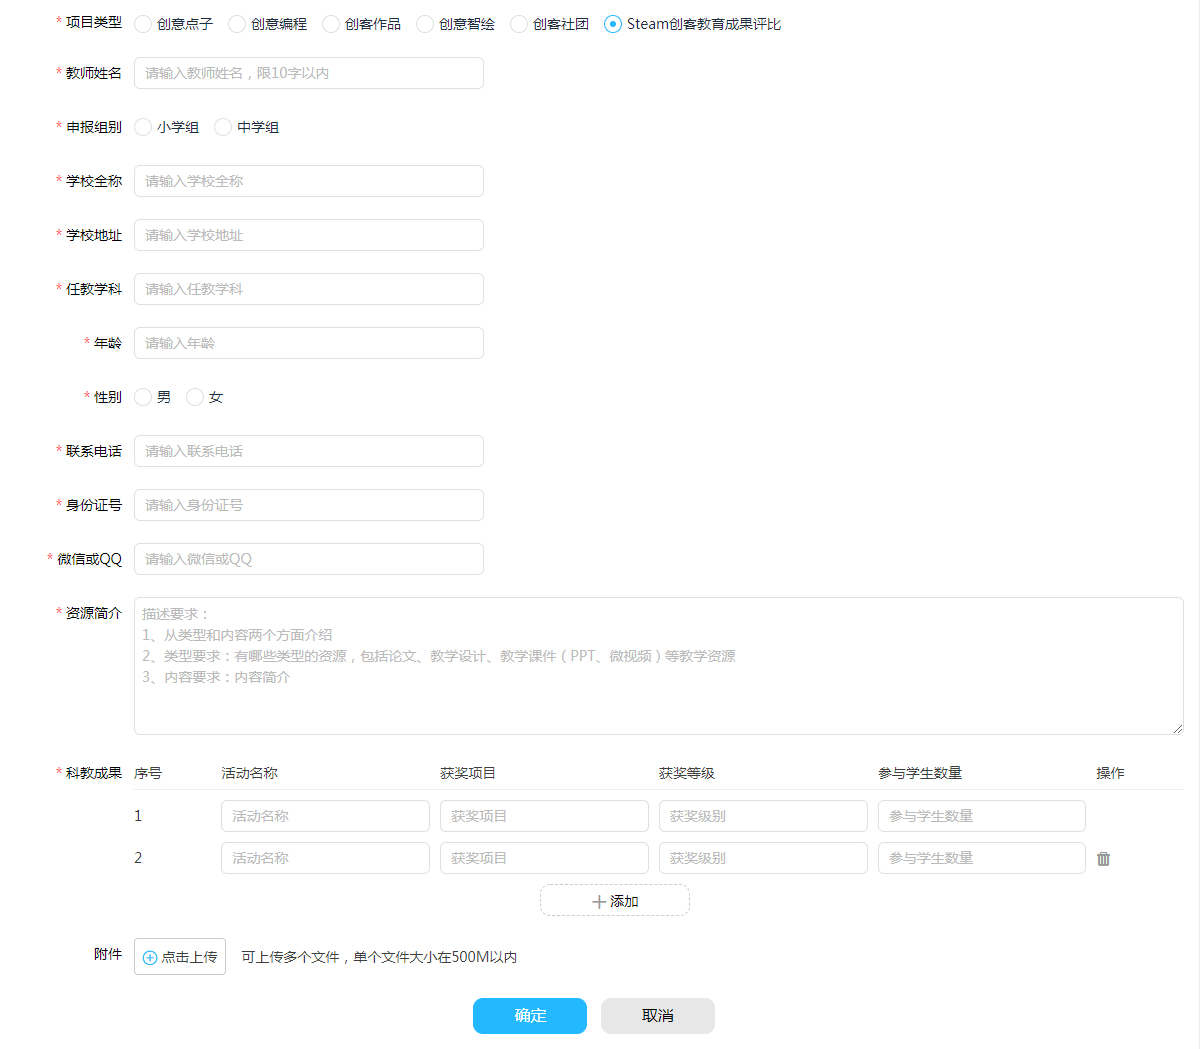 * 项目类型 创意点子 创意编程 创客作品 创意智绘 创客社团 Steam创客教育成果评比
* 教师姓名 请输入教师姓名，限10字以内
* 申报组别 小学组 中学组
* 学校全称 请输入学校全称
* 学校地址 请输入学校地址
* 任教学科 请输入任教学科
* 年龄 请输入年龄
* 性别 男 女
* 联系电话 请输入联系电话
* 身份证号 请输入身份证号
* 微信或QQ 请输入微信或QQ
* 资源简介 描述要求：
1、从类型和内容两个方面介绍
2、类型要求：有哪些类型的资源，包括论文、教学设计、教学课件（PPT、微视频）等教学资源
3、内容要求：内容简介
* 科教成果 序号 活动名称 获奖项目 获奖等级 参与学生数量 操作
1 活动名称 获奖项目 获奖级别 参与学生数量
2 活动名称 获奖项目 获奖级别 参与学生数量
添加
附件 点击上传 可上传多个文件，单个文件大小在500M以内
确定 取消